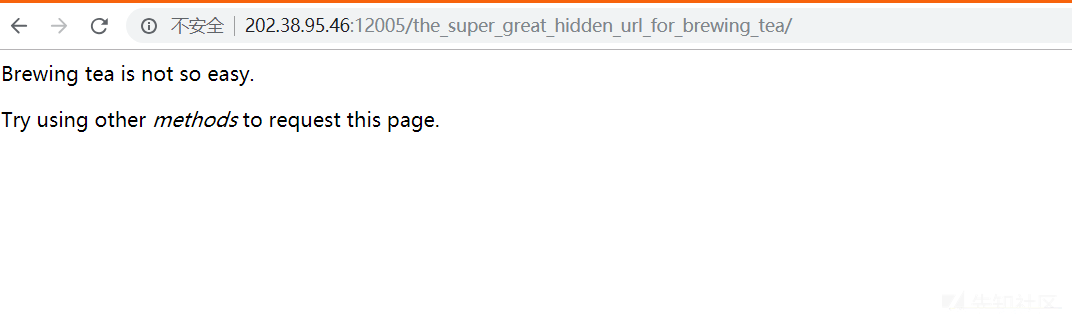 不安全 202.38.95.46:12005/the_super_great_hidden_url_for_brewing_tea/
Brewing tea is not so easy.
Try using other methods to request this page.
先知社区